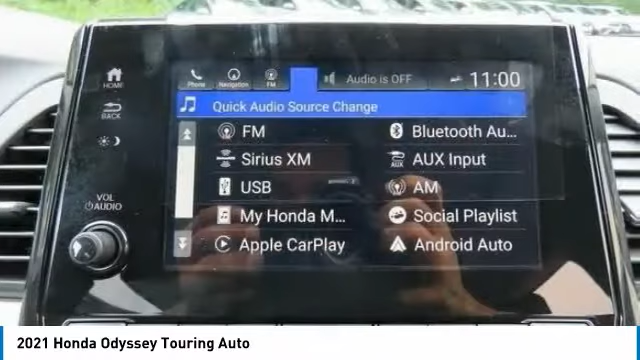 HOME
BACK
VOL
AUDIO
Phone
Navigation
FM
Audio is OFF
11:00
Quick Audio Source Change
FM
Bluetooth Au...
Sirius XM
AUX Input
USB
AM
My Honda M...
Social Playlist
Apple CarPlay
Android Auto
2021 Honda Odyssey Touring Auto